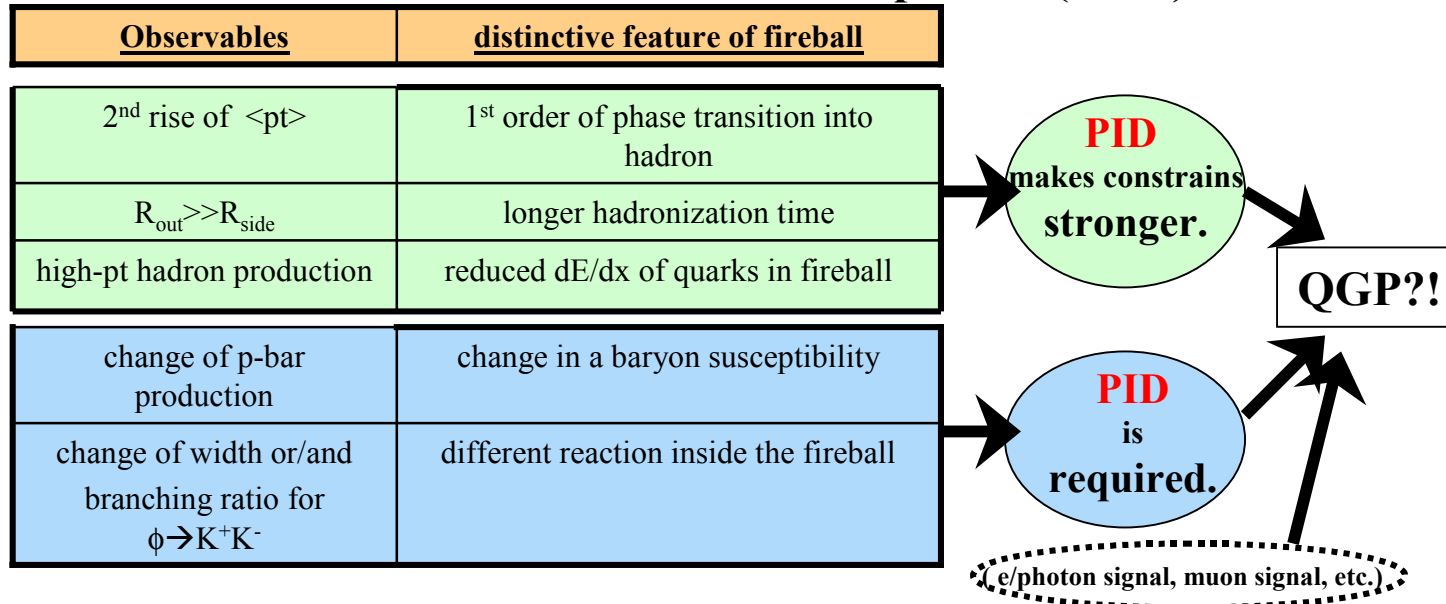 Observables
distinctive feature of fireball
2nd rise of <pt>
1st order of phase transition into
hadron
Rout>>Rside
longer hadronization time
high-pt hadron production
reduced dE/dx of quarks in fireball
change of p-bar
production
change in a baryon susceptibility
change of width or/and
branching ratio for
ϕ→K+K-
different reaction inside the fireball
PID
makes constrains
stronger.
PID
is
required.
QGP?!
( e/photon signal, muon signal, etc.)